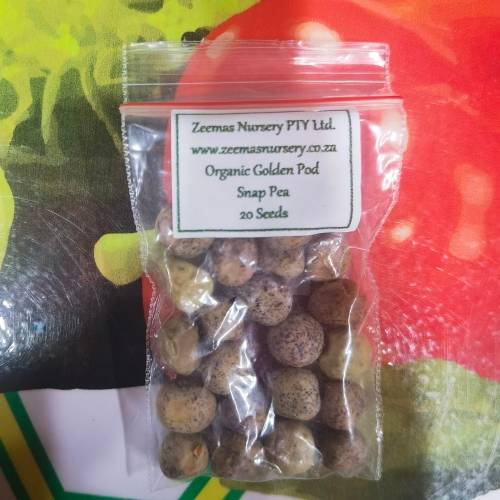 Zeemas Nursery PTY Ltd.
www.zeemasnursery.co.za
Organic Golden Pod
Snap Pea
20 Seeds